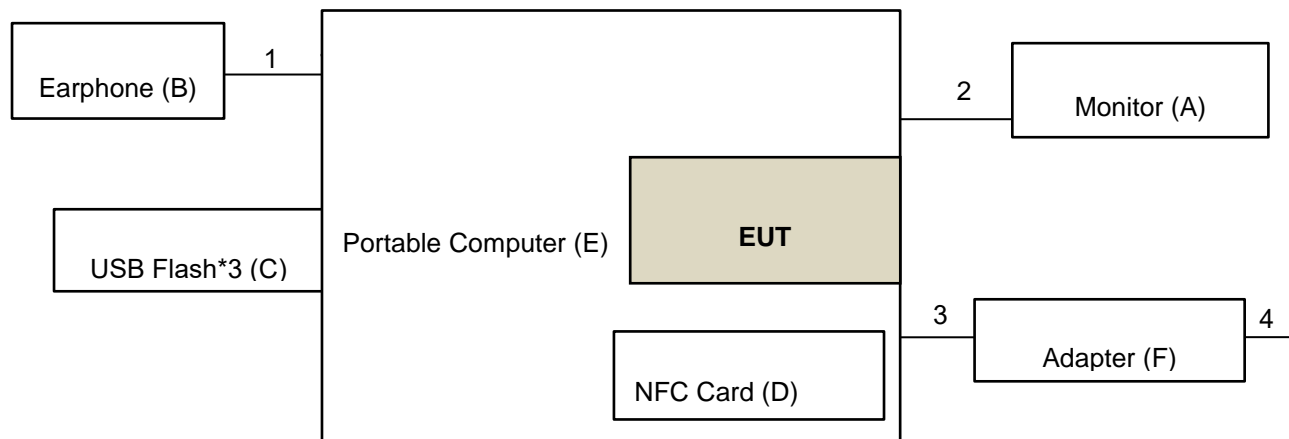 1
Earphone (B)
2
Monitor (A)
EUT
Portable Computer (E)
USB Flash*3 (C)
3
4
Adapter (F)
NFC Card (D)